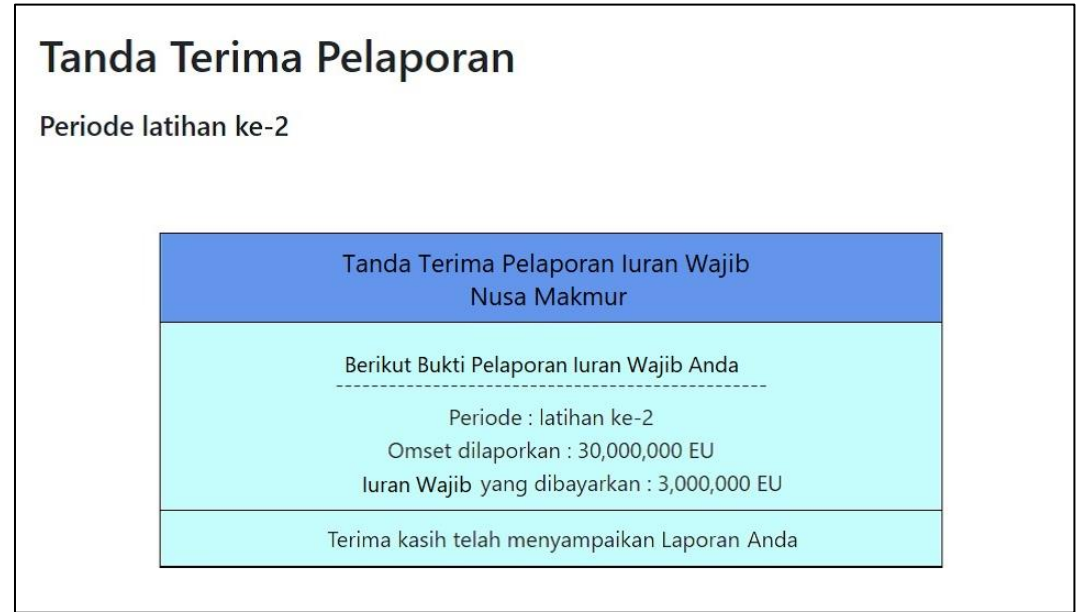 Tanda Terima Pelaporan
Periode latihan ke-2
Tanda Terima Pelaporan Iuran Wajib
Nusa Makmur
Berikut Bukti Pelaporan Iuran Wajib Anda
------------------------------------------------
Periode : latihan ke-2
Omset dilaporkan : 30,000,000 EU
Iuran Wajib yang dibayarkan : 3,000,000 EU
Terima kasih telah menyampaikan Laporan Anda